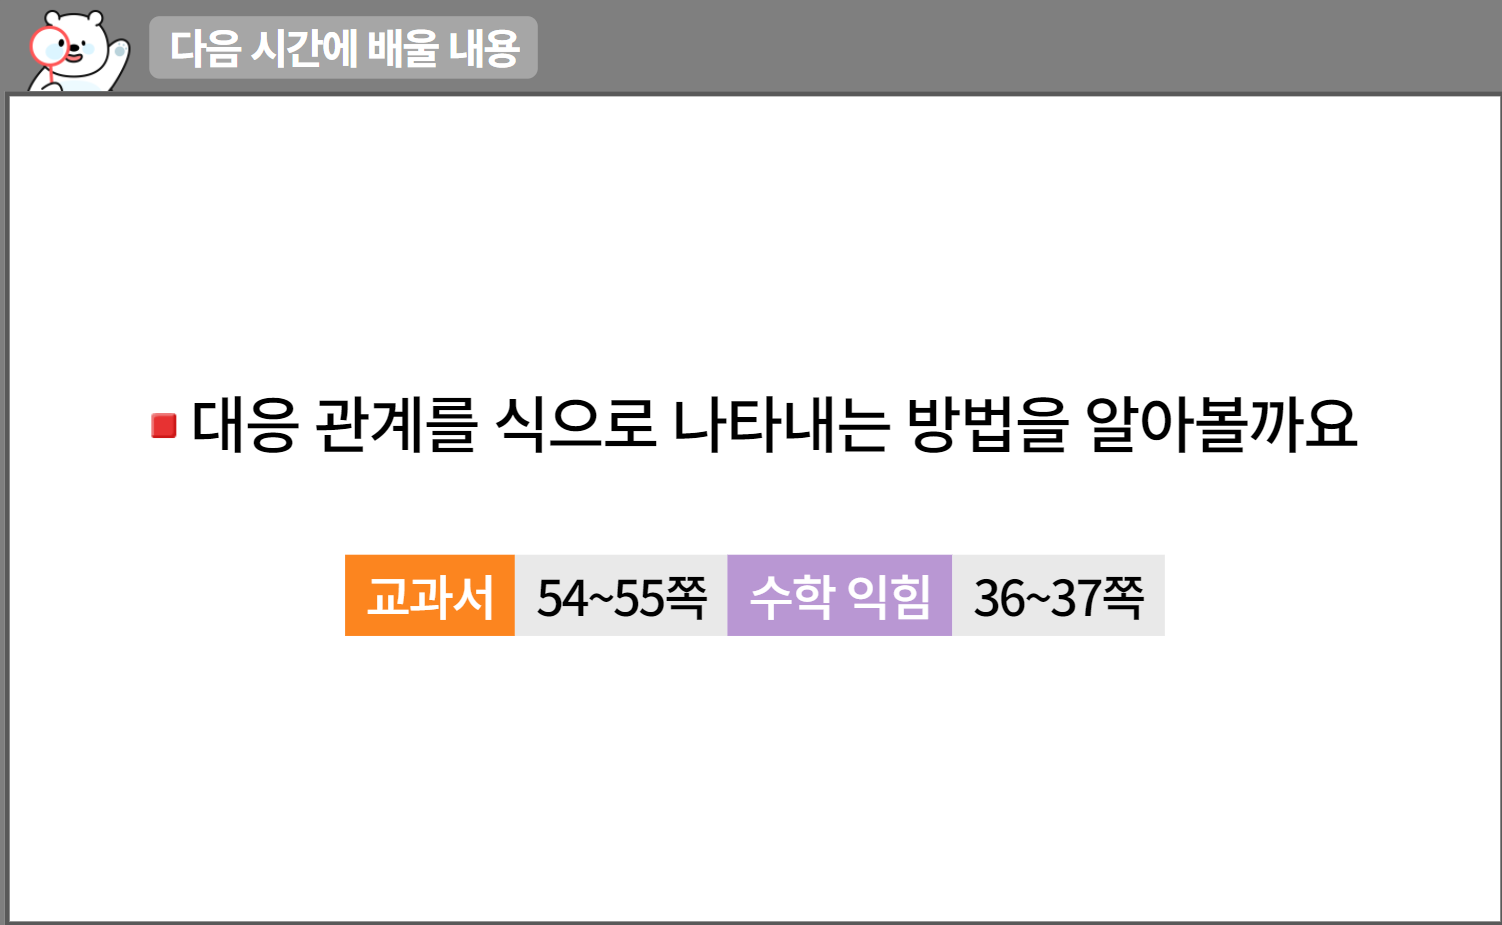 다음 시간에 배울 내용
대응 관계를 식으로 나타내는 방법을 알아볼까요
교과서 54~55쪽 수학 익힘 36~37쪽